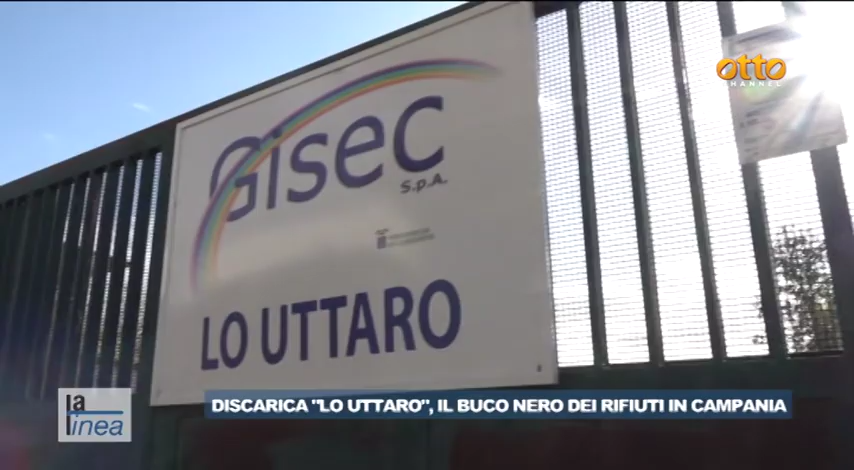 otto
CHANNEL
Gisec
S.p.A.
LO UTTARO
la
linea
DISCARICA "LO UTTARO", IL BUCO NERO DEI RIFIUTI IN CAMPANIA